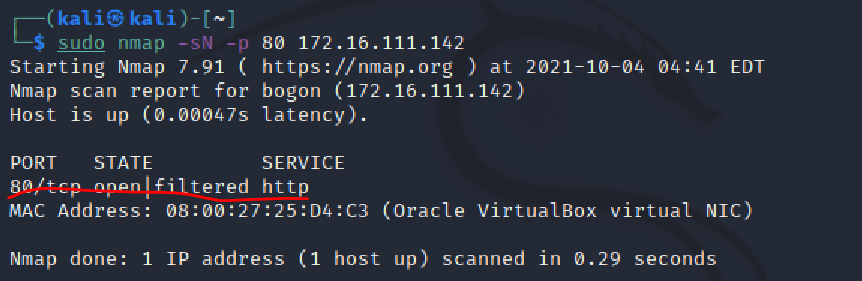 ┌──(kali㉿kali)-[~]
└─$ sudo nmap -sN -p 80 172.16.111.142
Starting Nmap 7.91 ( https://nmap.org ) at 2021-10-04 04:41 EDT
Nmap scan report for bogon (172.16.111.142)
Host is up (0.00047s latency).
PORT   STATE         SERVICE
80/tcp open|filtered http
MAC Address: 08:00:27:25:D4:C3 (Oracle VirtualBox virtual NIC)
Nmap done: 1 IP address (1 host up) scanned in 0.29 seconds